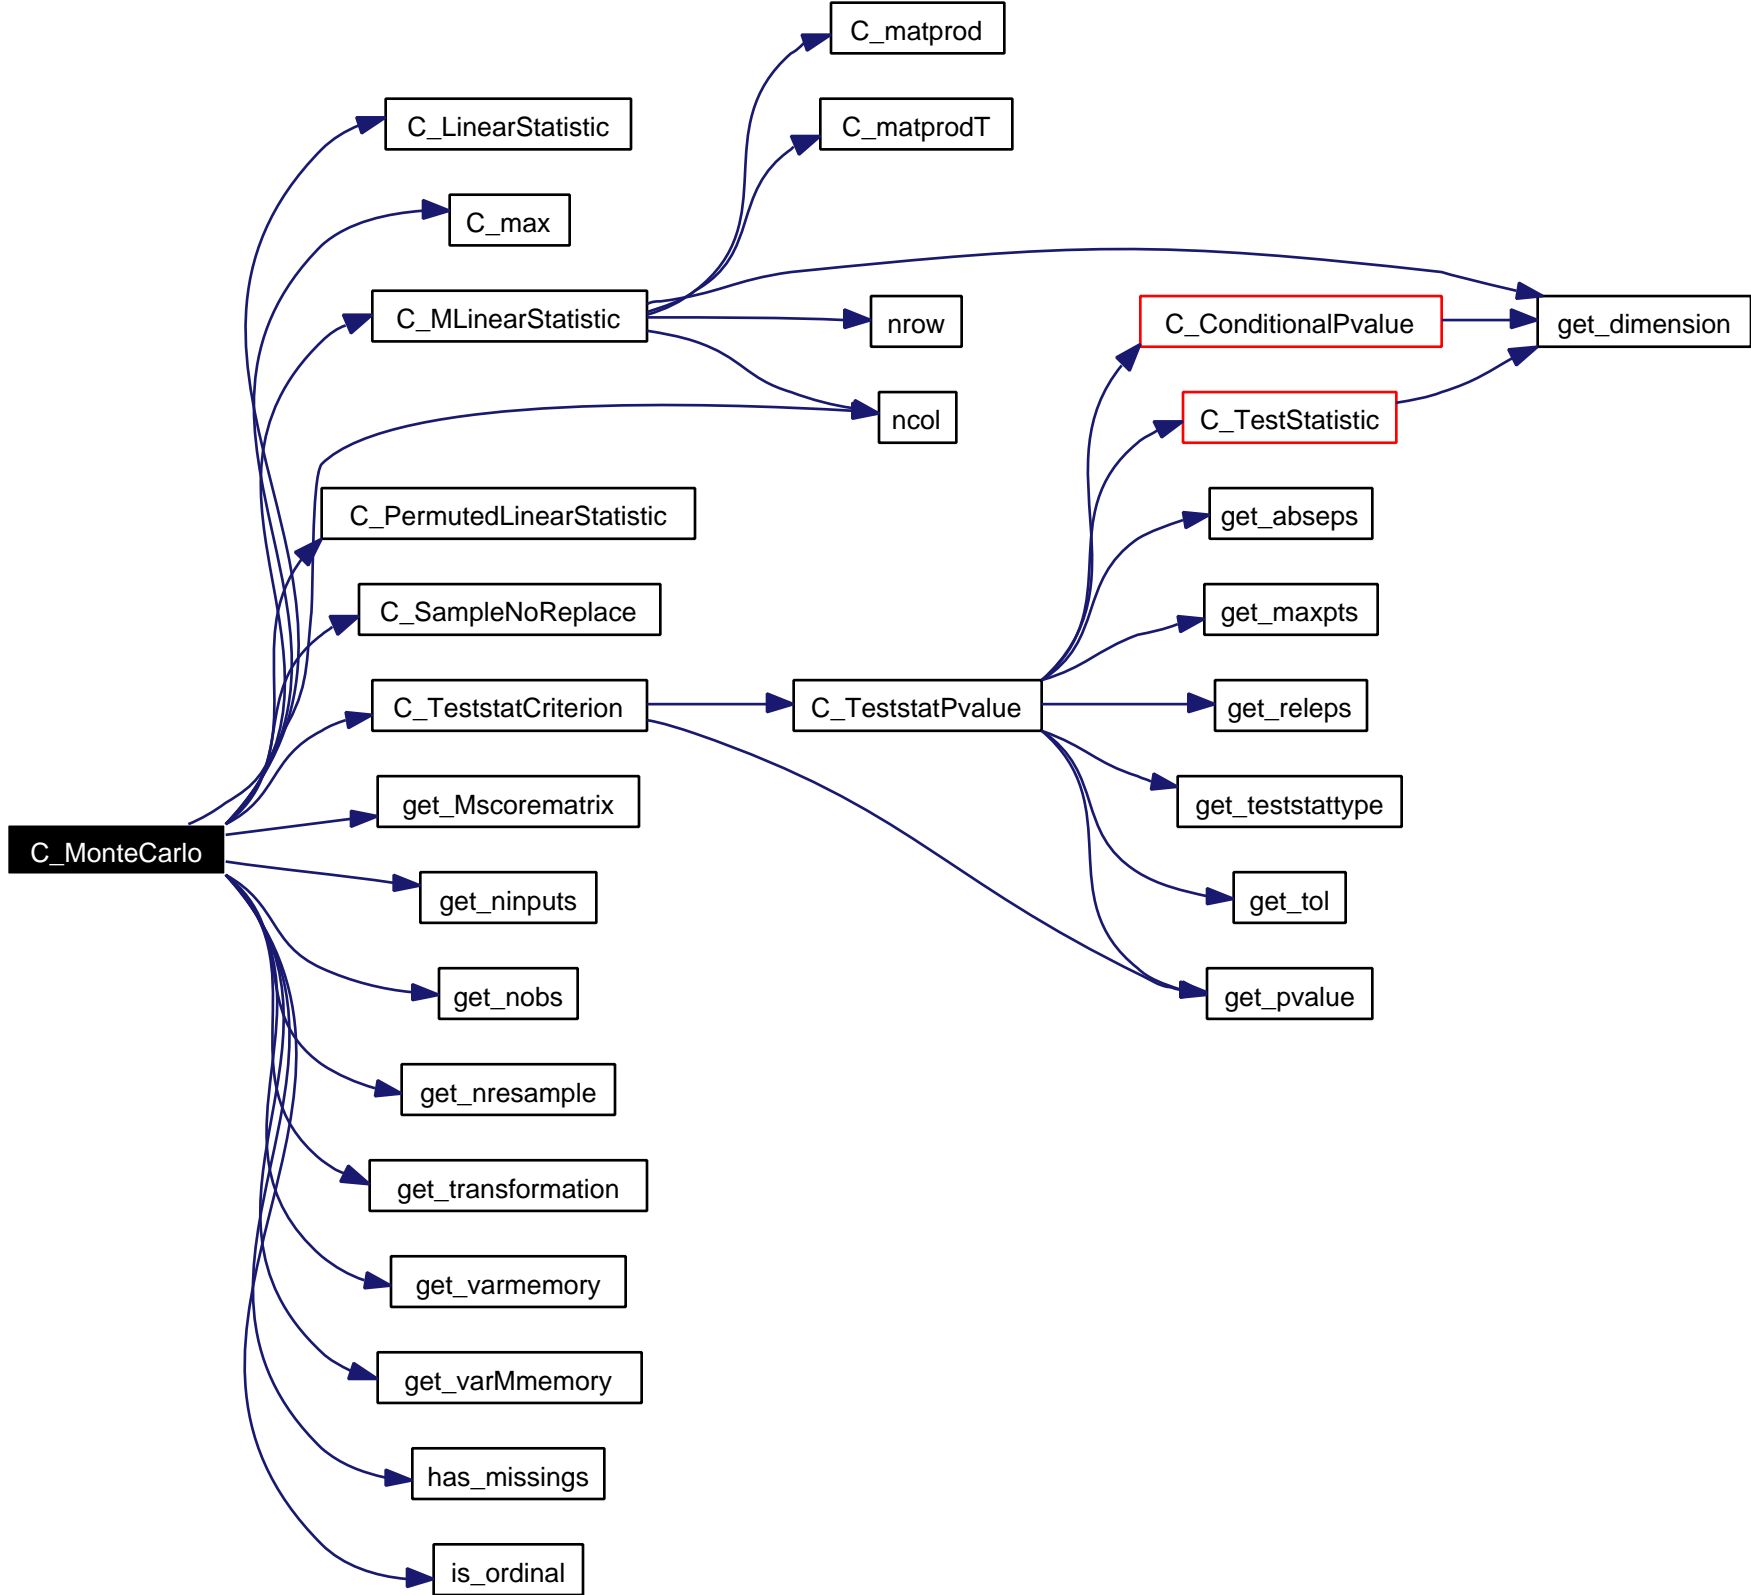 C_matprod
C_LinearStatistic
C_matprodT
C_max
C_MLinearStatistic
nrow
C_ConditionalPvalue
get_dimension
ncol
C_TestStatistic
C_PermutedLinearStatistic
get_abseps
C_SampleNoReplace
get_maxpts
C_TeststatCriterion
C_TeststatPvalue
get_releps
get_Mscorematrix
get_teststattype
C_MonteCarlo
get_ninputs
get_tol
get_nobs
get_pvalue
get_nresample
get_transformation
get_varmemory
get_varMmemory
has_missings
is_ordinal